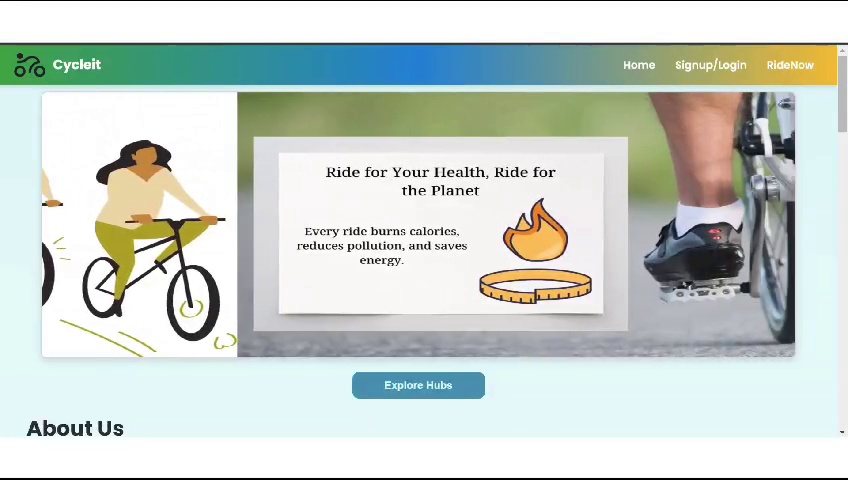 Cycleit
Home
Signup/Login
RideNow
Ride for Your Health, Ride for
the Planet
Every ride burns calories,
reduces pollution, and saves
energy.
Explore Hubs
About Us